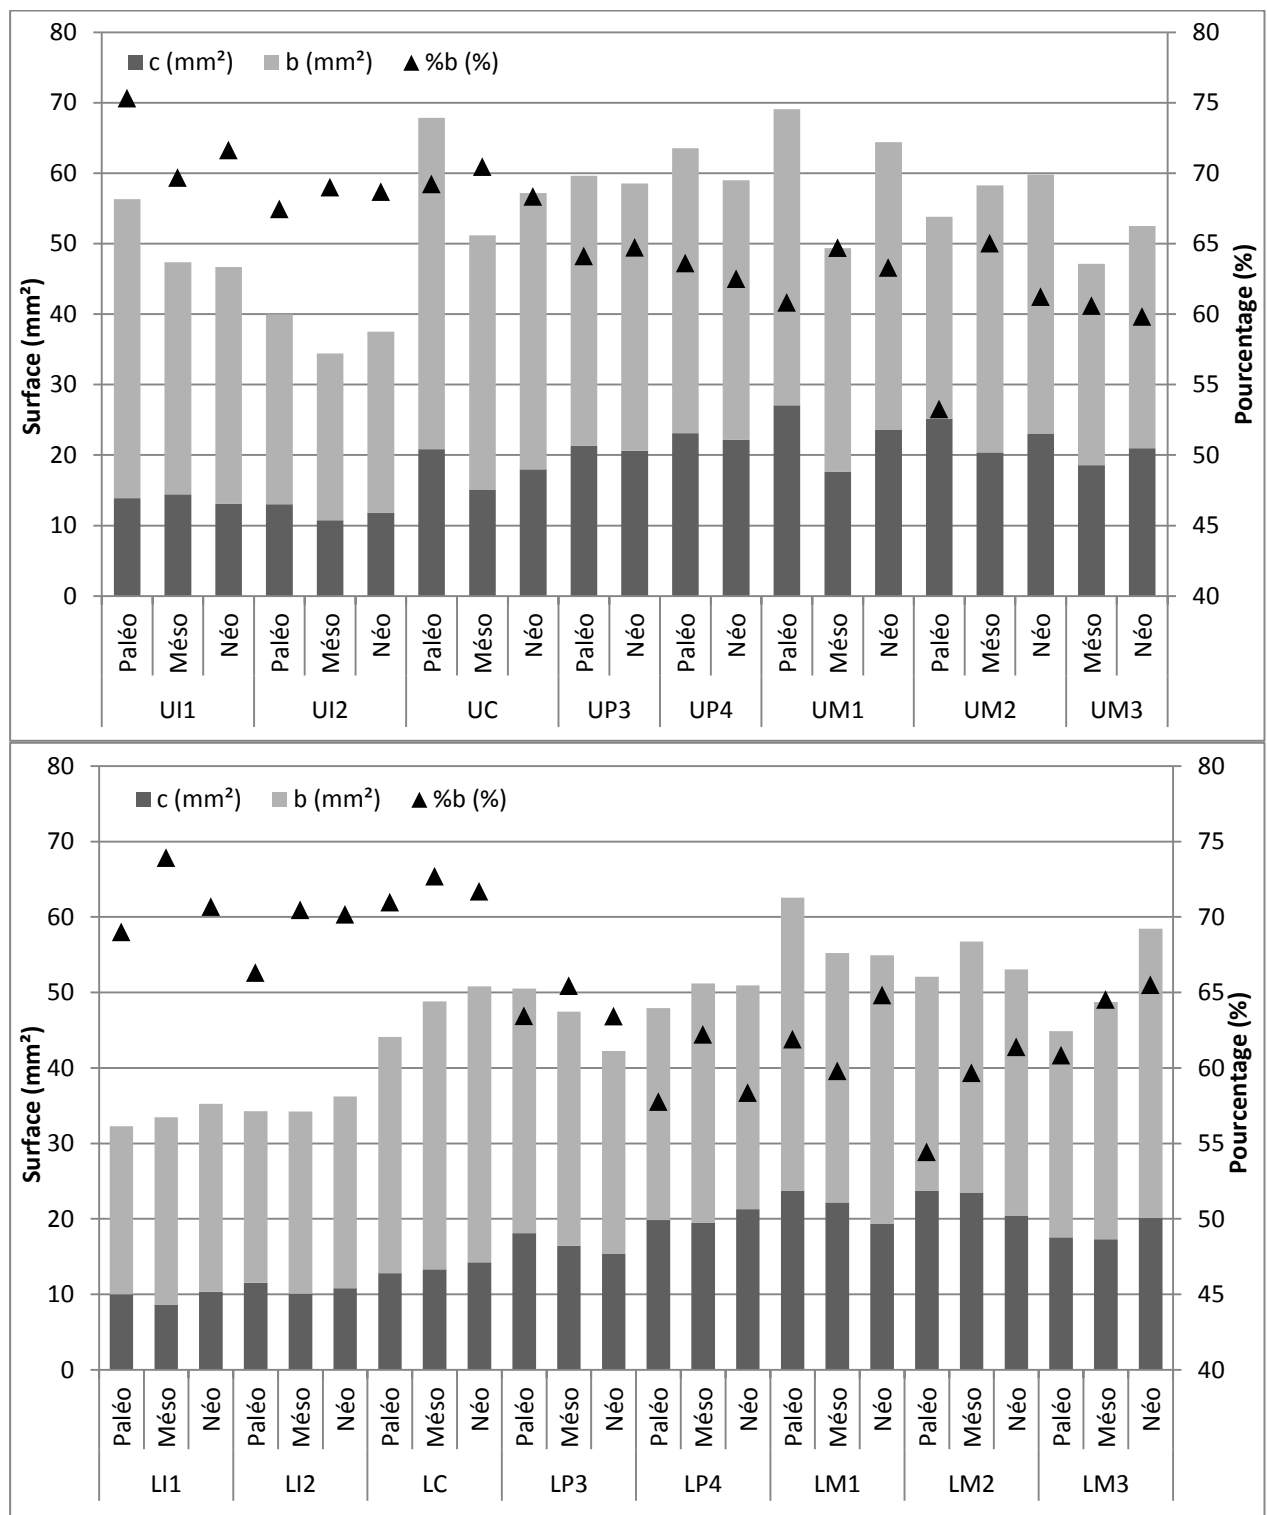 80 80
c (mm²) b (mm²) %b (%)
70 75
60 70
50 65
40 60
30 55
20 50
10 45
0 40
Surface (mm²)
Pourcentage (%)
Paléo Méso Néo Paléo Méso Néo Paléo Méso Néo Paléo Néo Paléo Néo Paléo Méso Néo Paléo Méso Néo Méso Néo
UI1 UI2 UC UP3 UP4 UM1 UM2 UM3
80 80
c (mm²) b (mm²) %b (%)
70 75
60 70
50 65
40 60
30 55
20 50
10 45
0 40
Surface (mm²)
Pourcentage (%)
Paléo Méso Néo Paléo Méso Néo Paléo Méso Néo Paléo Méso Néo Paléo Méso Néo Paléo Méso Néo Paléo Méso Néo Paléo Méso Néo
LI1 LI2 LC LP3 LP4 LM1 LM2 LM3